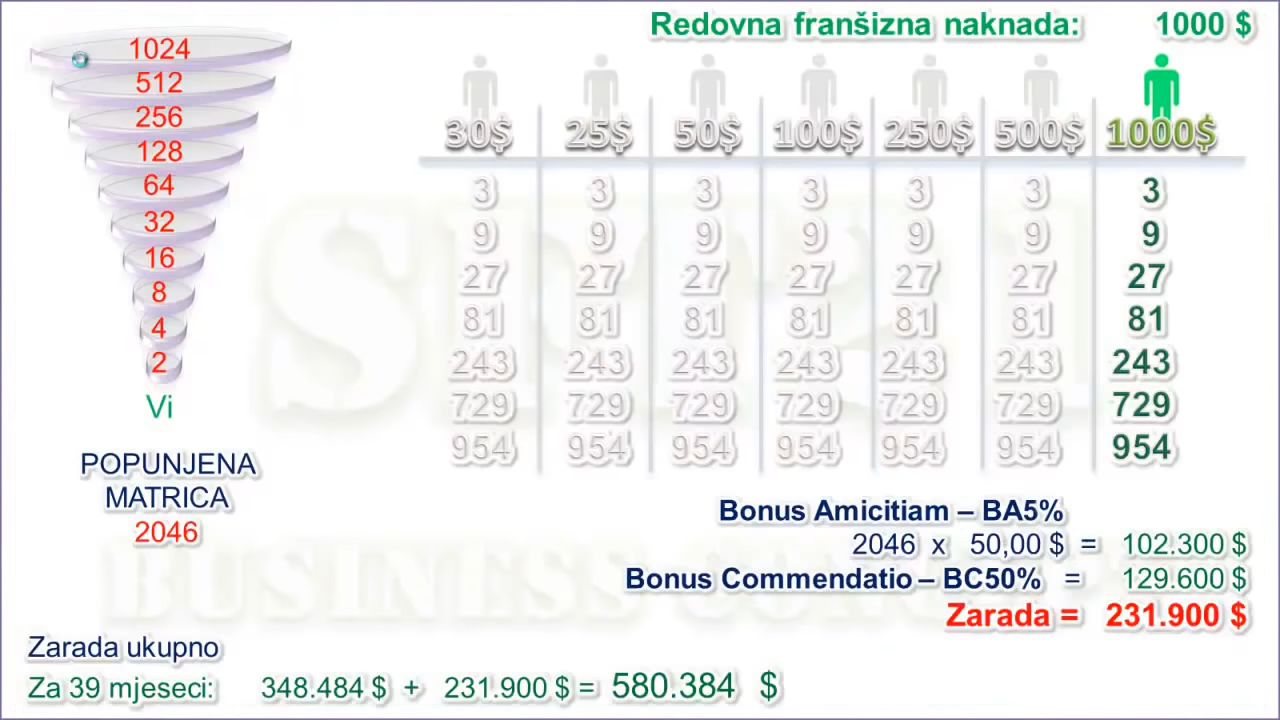 Redovna franšizna naknada: 1000 $
1024
512
256
128
64
32
16
8
4
2
Vi
POPUNJENA
MATRICA
2046
30$ 25$ 50$ 100$ 250$ 500$ 1000$
3 3 3 3 3 3 3
9 9 9 9 9 9 9
27 27 27 27 27 27 27
81 81 81 81 81 81 81
243 243 243 243 243 243 243
729 729 729 729 729 729 729
954 954 954 954 954 954 954
Bonus Amicitiam – BA5%
2046 x 50,00 $ = 102.300 $
Bonus Commendatio – BC50% = 129.600 $
Zarada = 231.900 $
Zarada ukupno
Za 39 mjeseci: 348.484 $ + 231.900 $ = 580.384 $